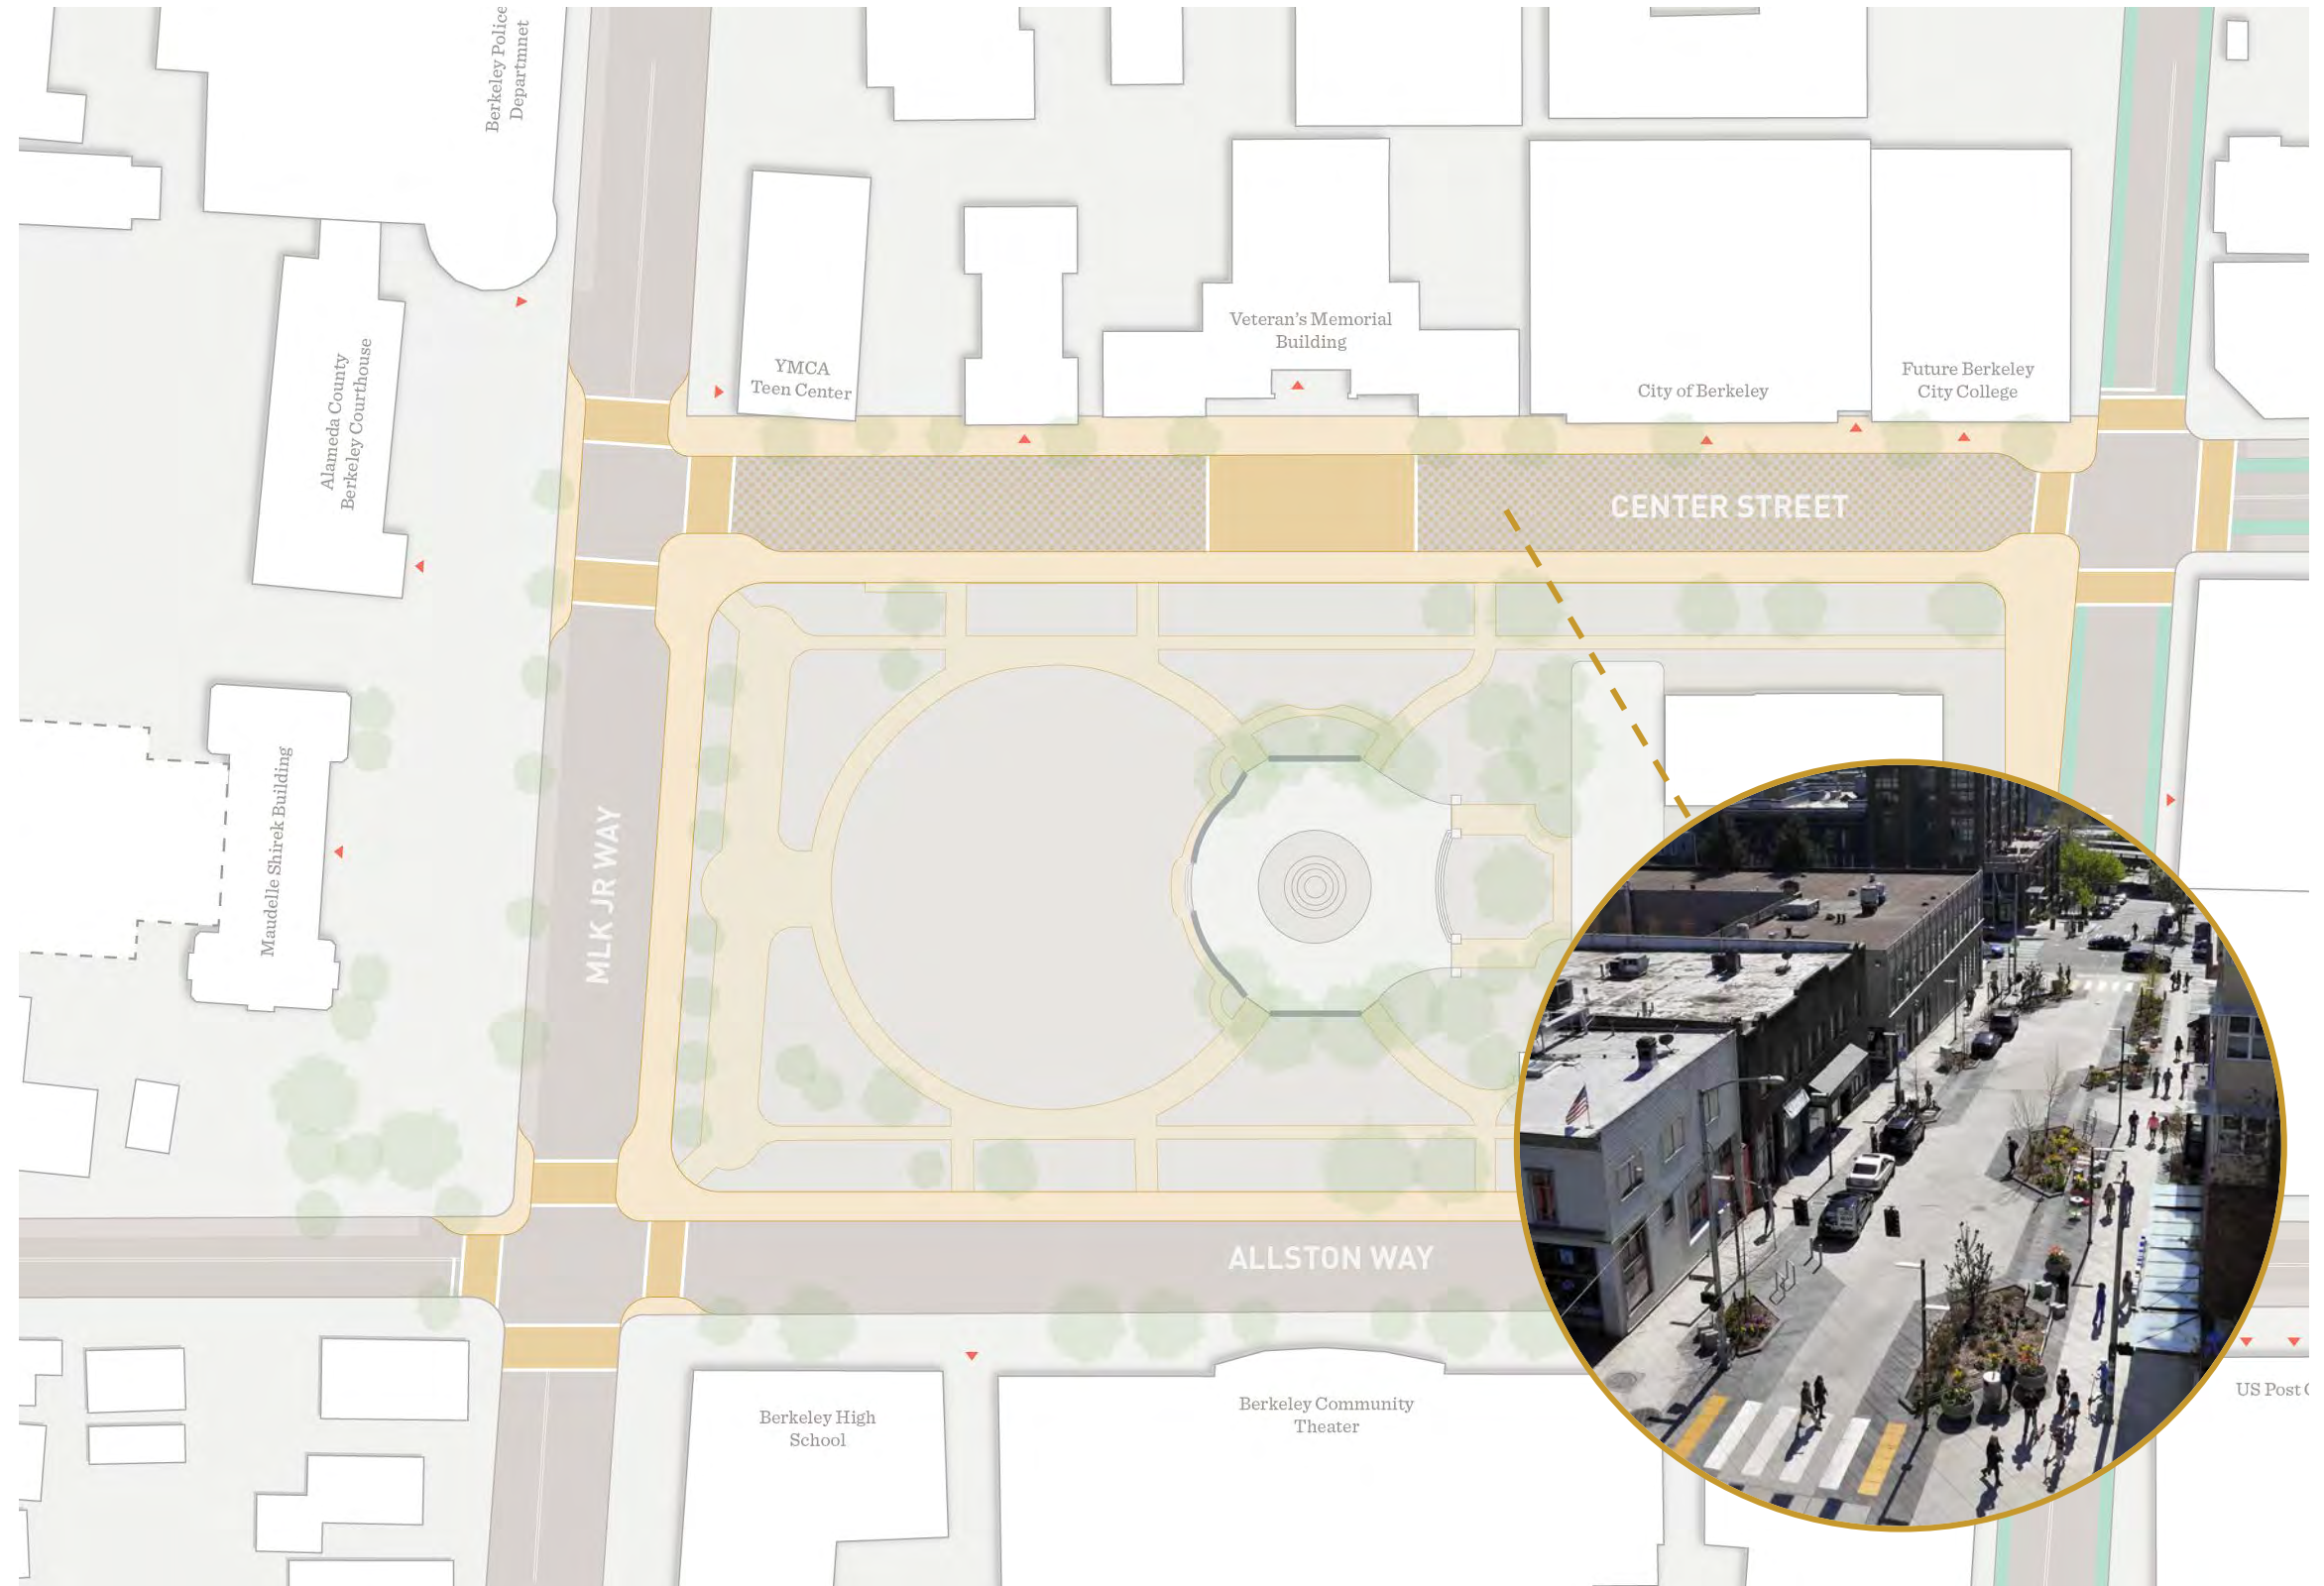 Berkeley Police
Departmnet
Alameda County
Berkeley Courthouse
YMCA
Teen Center
Veteran's Memorial
Building
City of Berkeley
Future Berkeley
City College
CENTER STREET
Maudelle Shirek Building
MLK JR WAY
ALLSTON WAY
Berkeley High
School
Berkeley Community
Theater
US Post